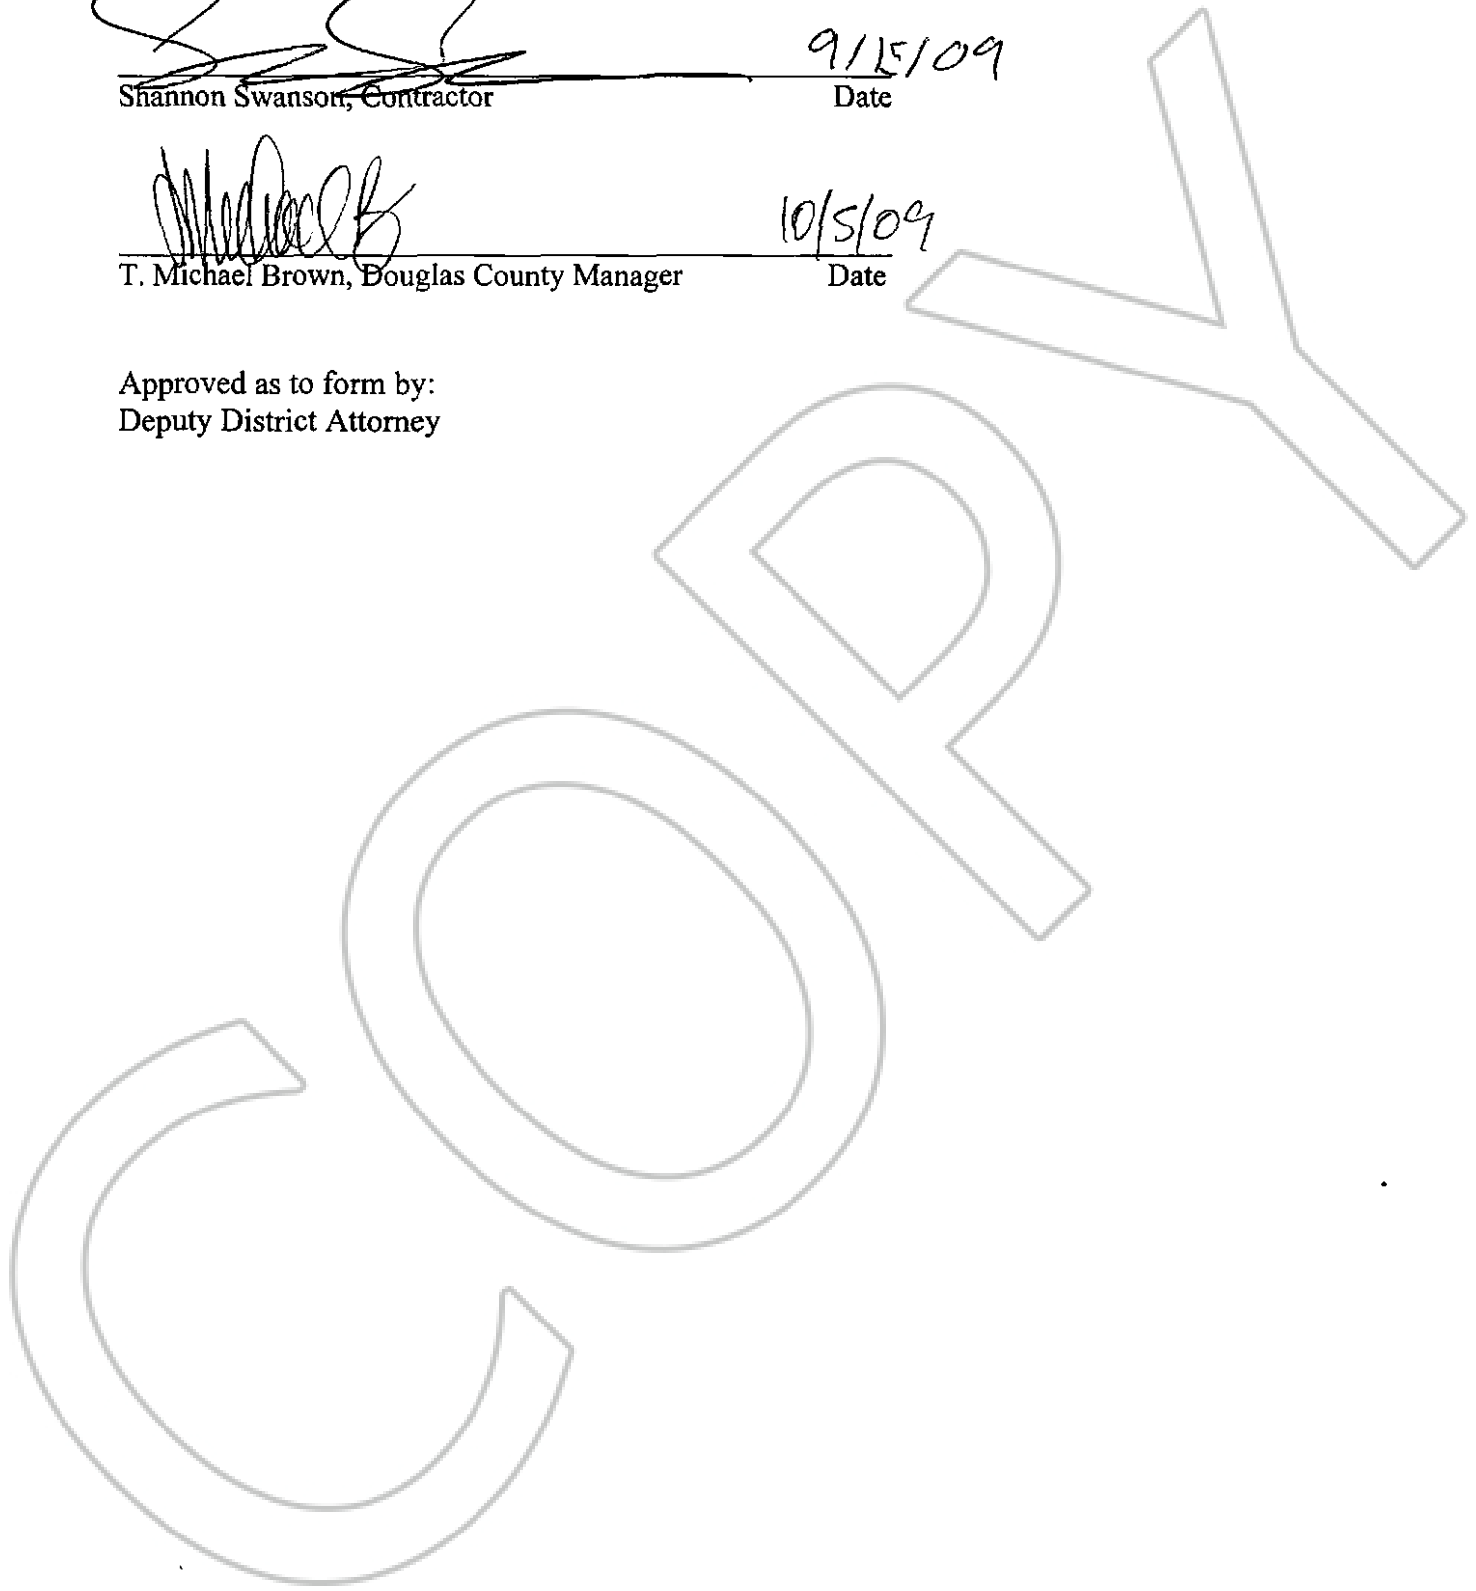 9/15/09
Shannon Swanson, Contractor Date
10/5/09
T. Michael Brown, Douglas County Manager Date
Approved as to form by:
Deputy District Attorney
COPY